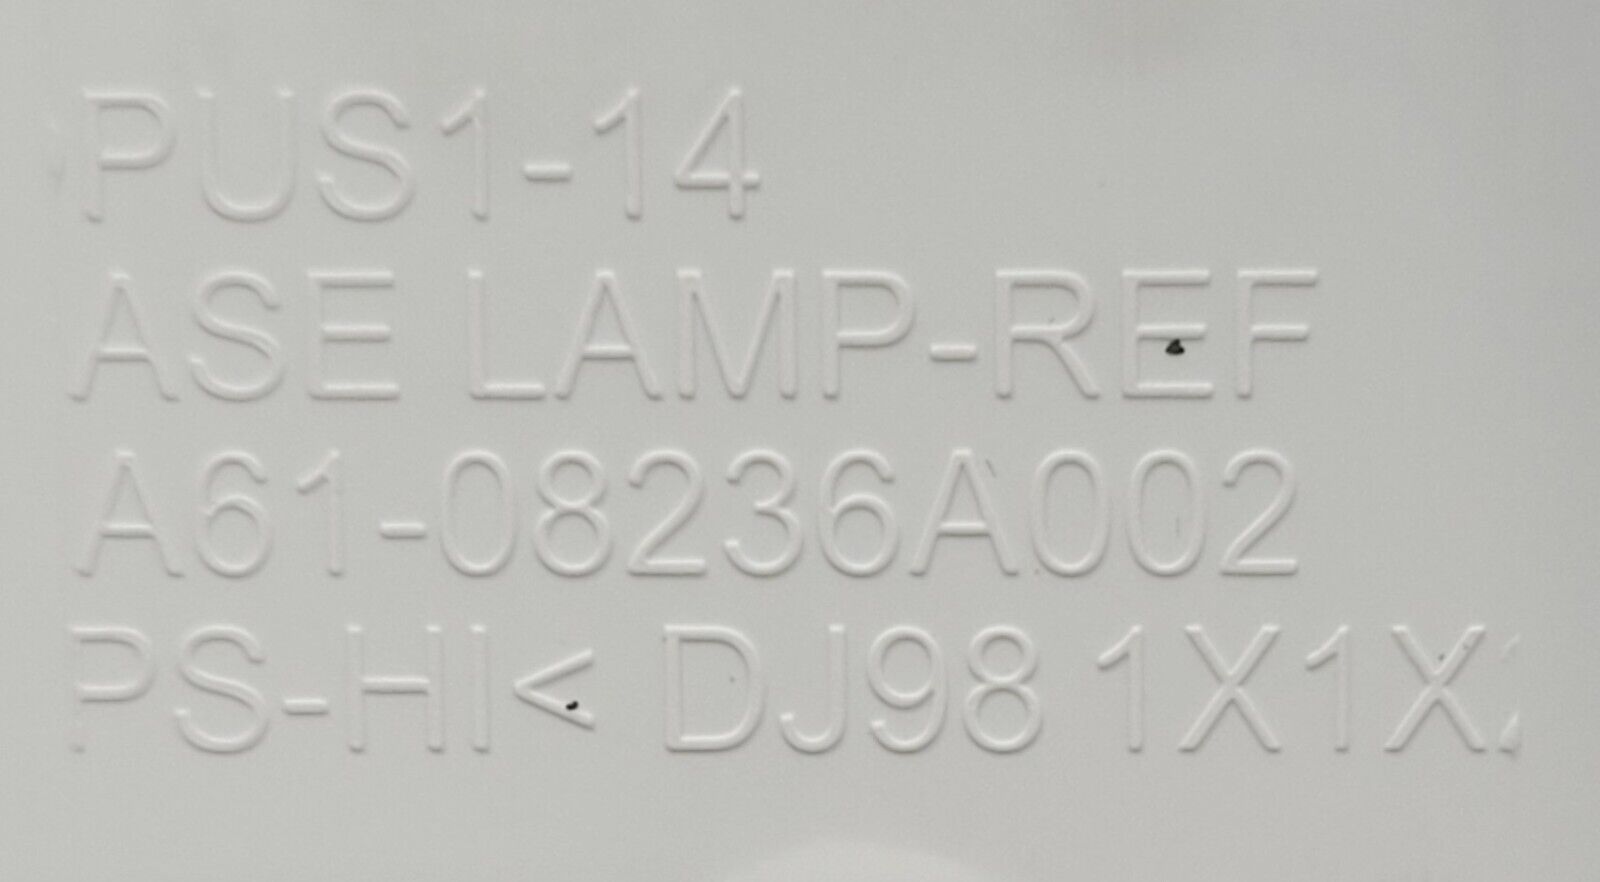 PUS1-14
ASE LAMP-REF
A61-08236A002
PS-HI< DJ98 1X1X